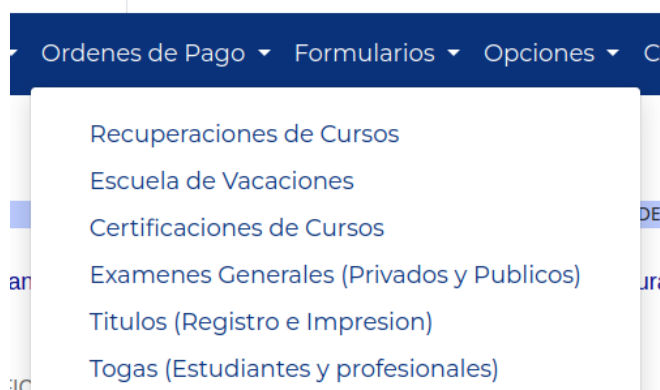 Ordenes de Pago Formularios Opciones
Recuperaciones de Cursos
Escuela de Vacaciones
Certificaciones de Cursos
Examenes Generales (Privados y Publicos)
Titulos (Registro e Impresion)
Togas (Estudiantes y profesionales)